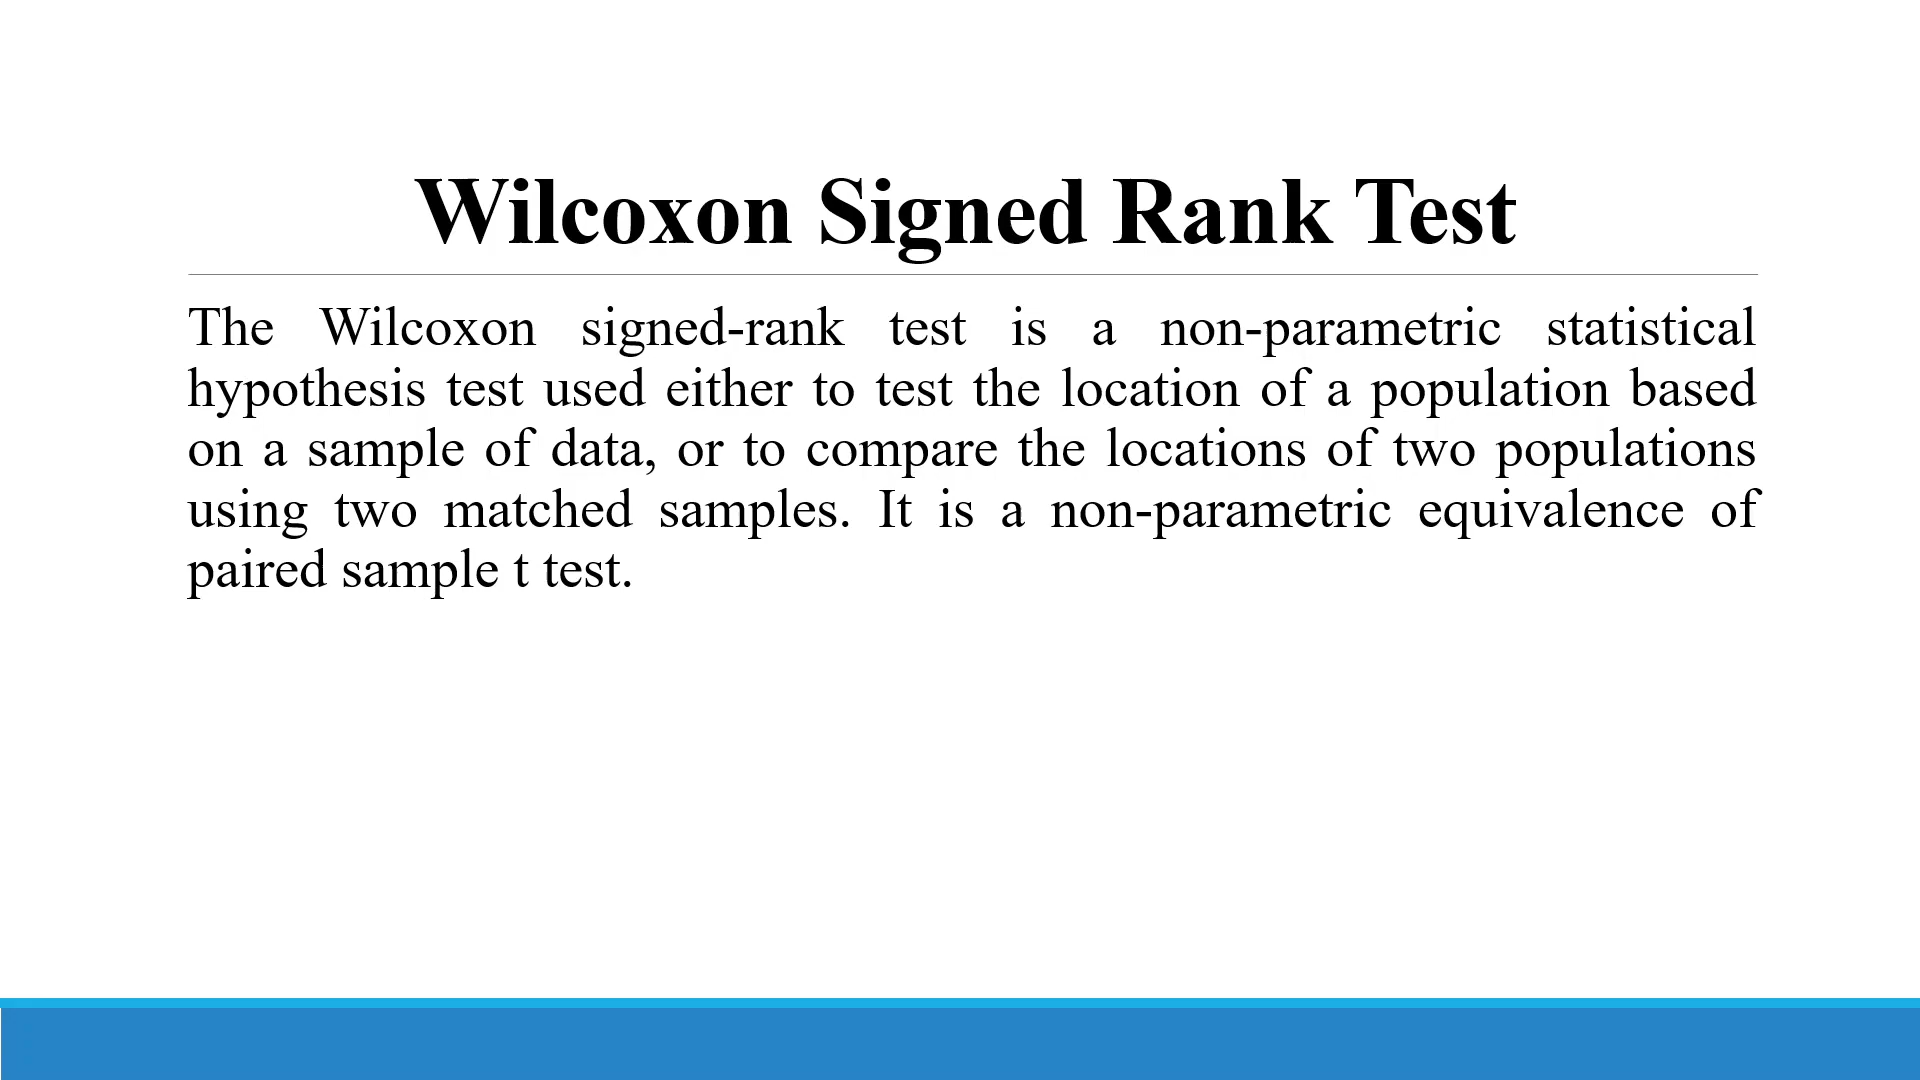 Wilcoxon Signed Rank Test
The Wilcoxon signed-rank test is a non-parametric statistical
hypothesis test used either to test the location of a population based
on a sample of data, or to compare the locations of two populations
using two matched samples. It is a non-parametric equivalence of
paired sample t test.